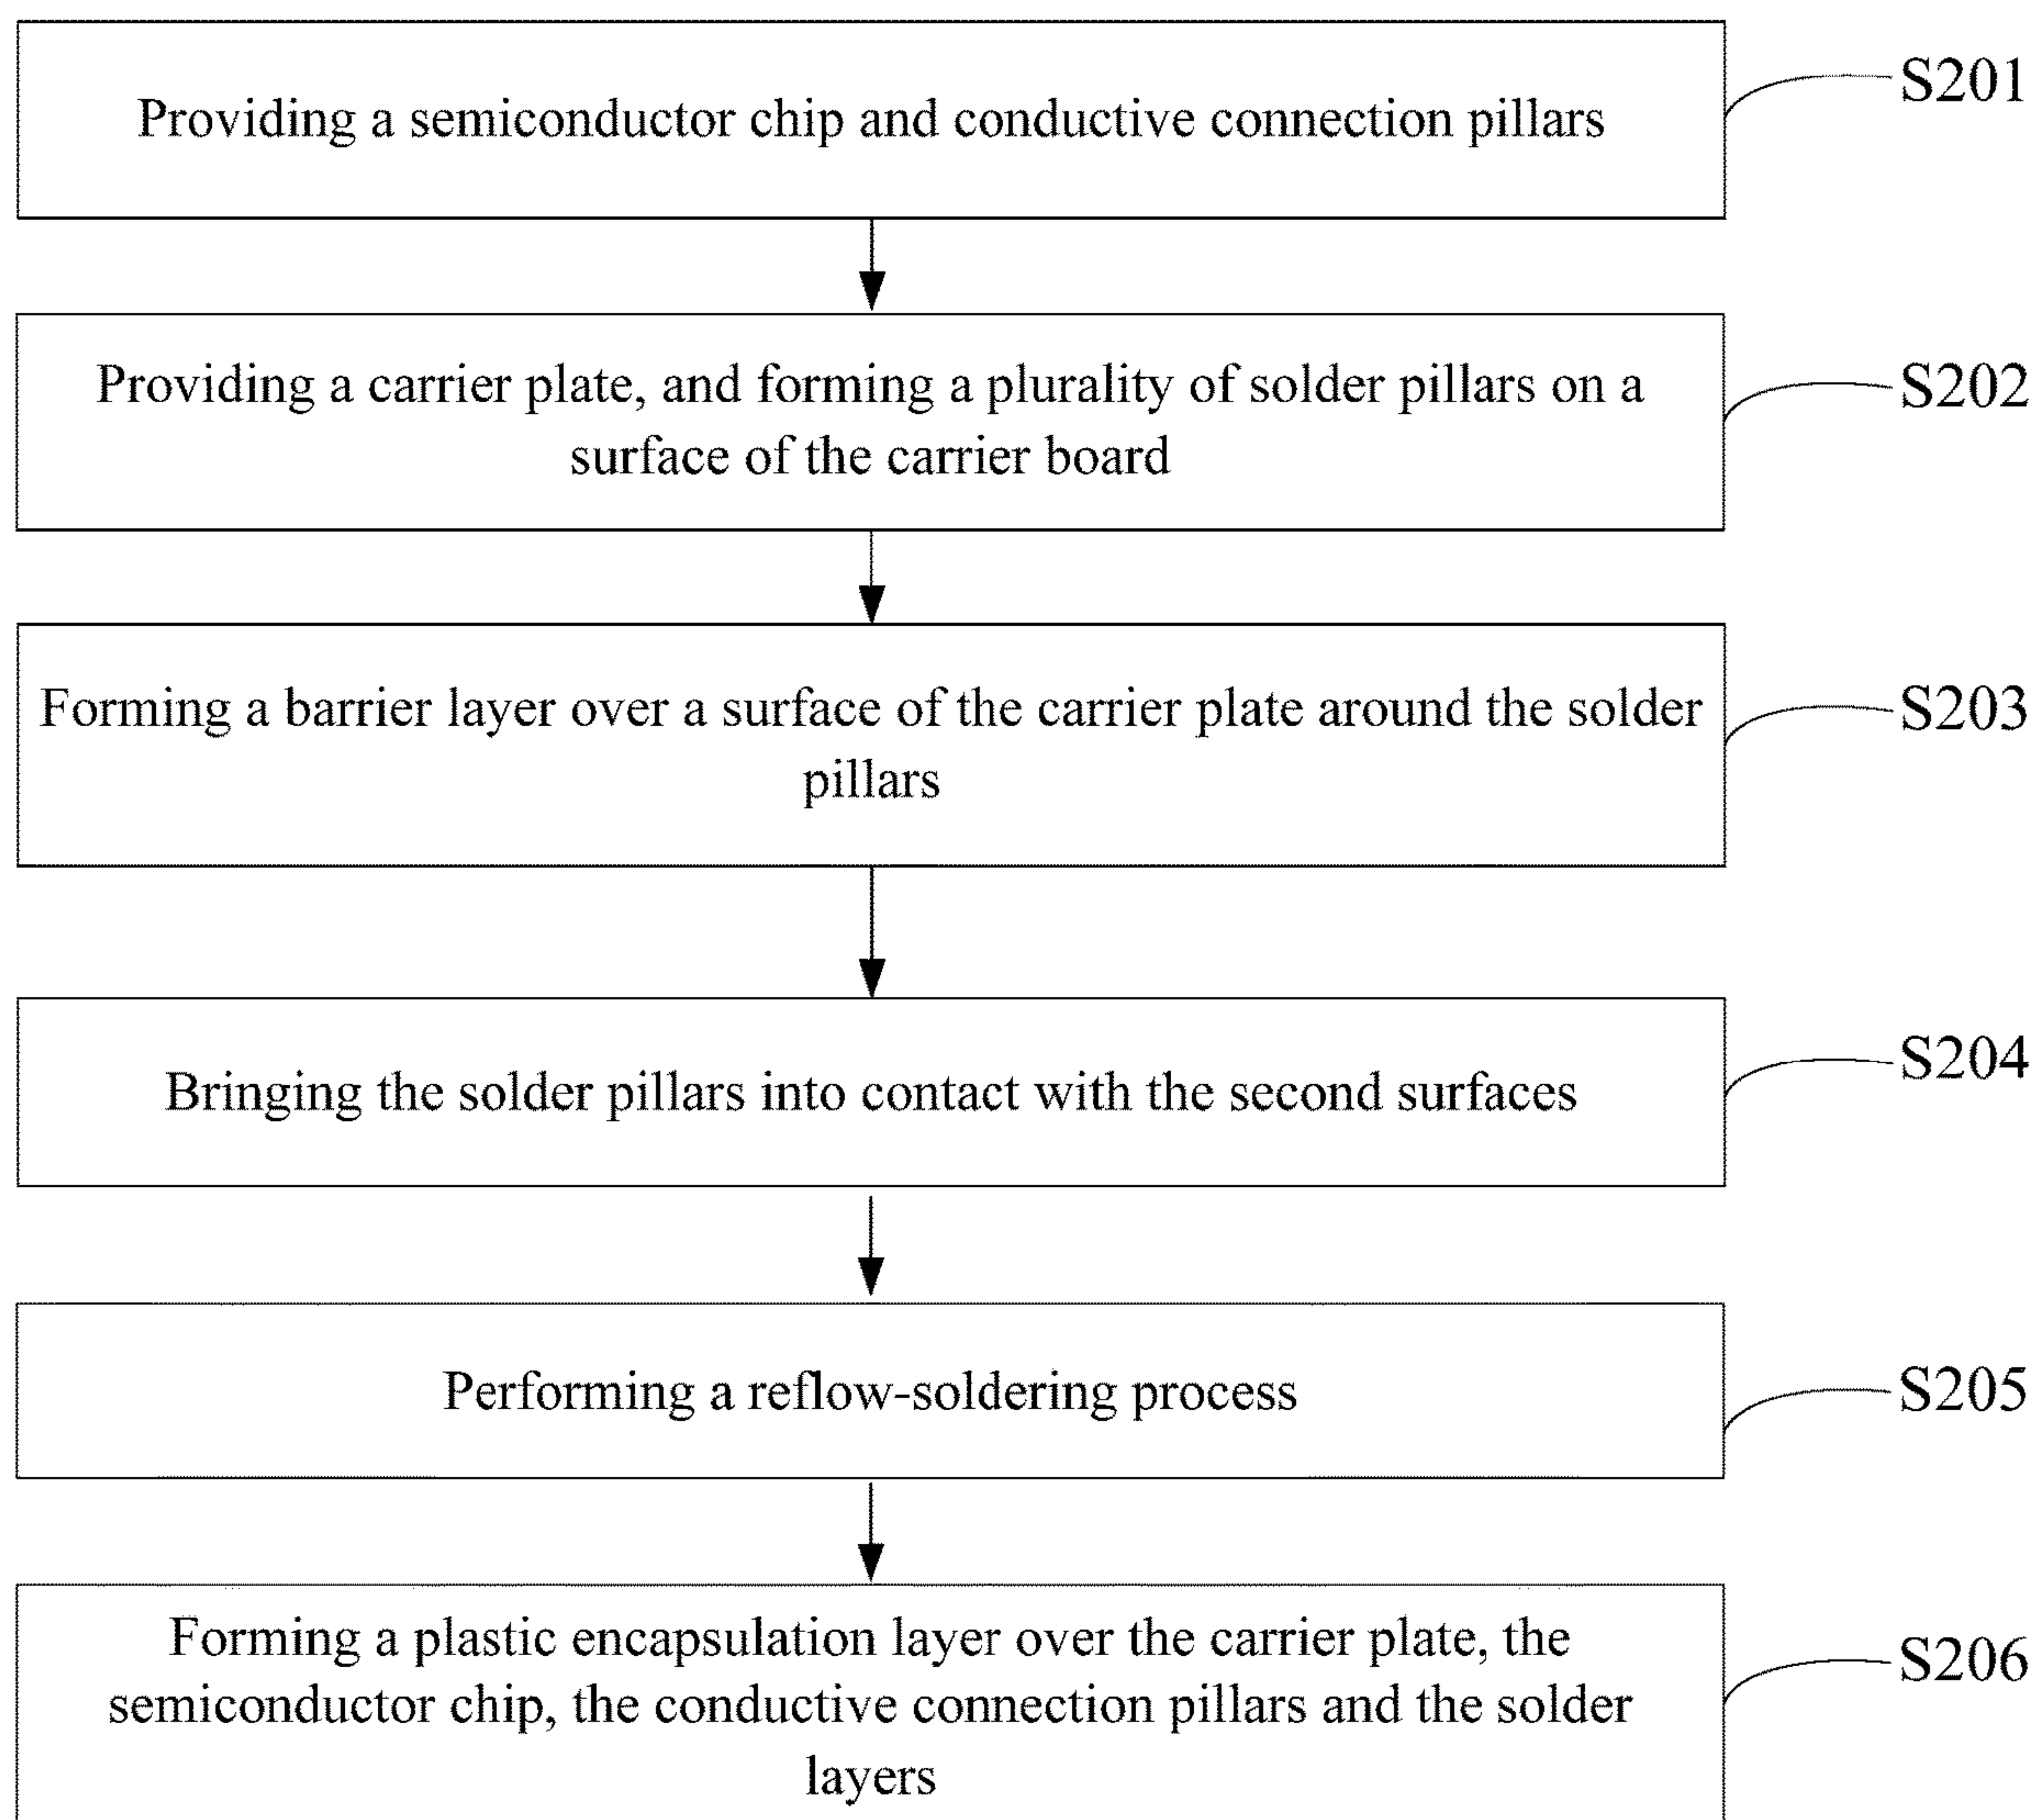 Providing a semiconductor chip and conductive connection pillars
S201
Providing a carrier plate, and forming a plurality of solder pillars on a
surface of the carrier board
S202
Forming a barrier layer over a surface of the carrier plate around the solder
pillars
S203
Bringing the solder pillars into contact with the second surfaces
S204
Performing a reflow-soldering process
S205
Forming a plastic encapsulation layer over the carrier plate, the
semiconductor chip, the conductive connection pillars and the solder
layers
S206